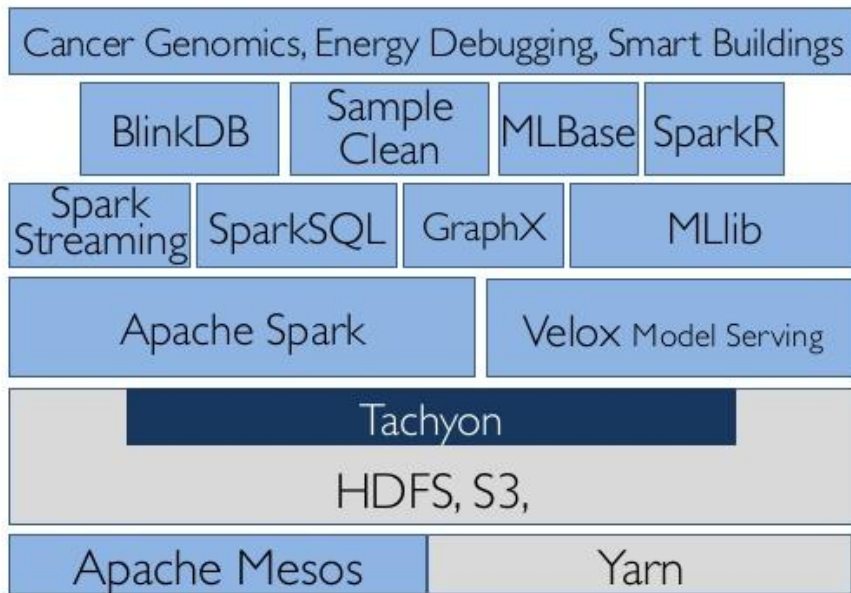 Cancer Genomics, Energy Debugging, Smart Buildings
BlinkDB
Sample
Clean
MLBase
SparkR
Spark
Streaming
SparkSQL
GraphX
MLlib
Apache Spark
Velox Model Serving
Tachyon
HDFS, S3,
Apache Mesos
Yarn